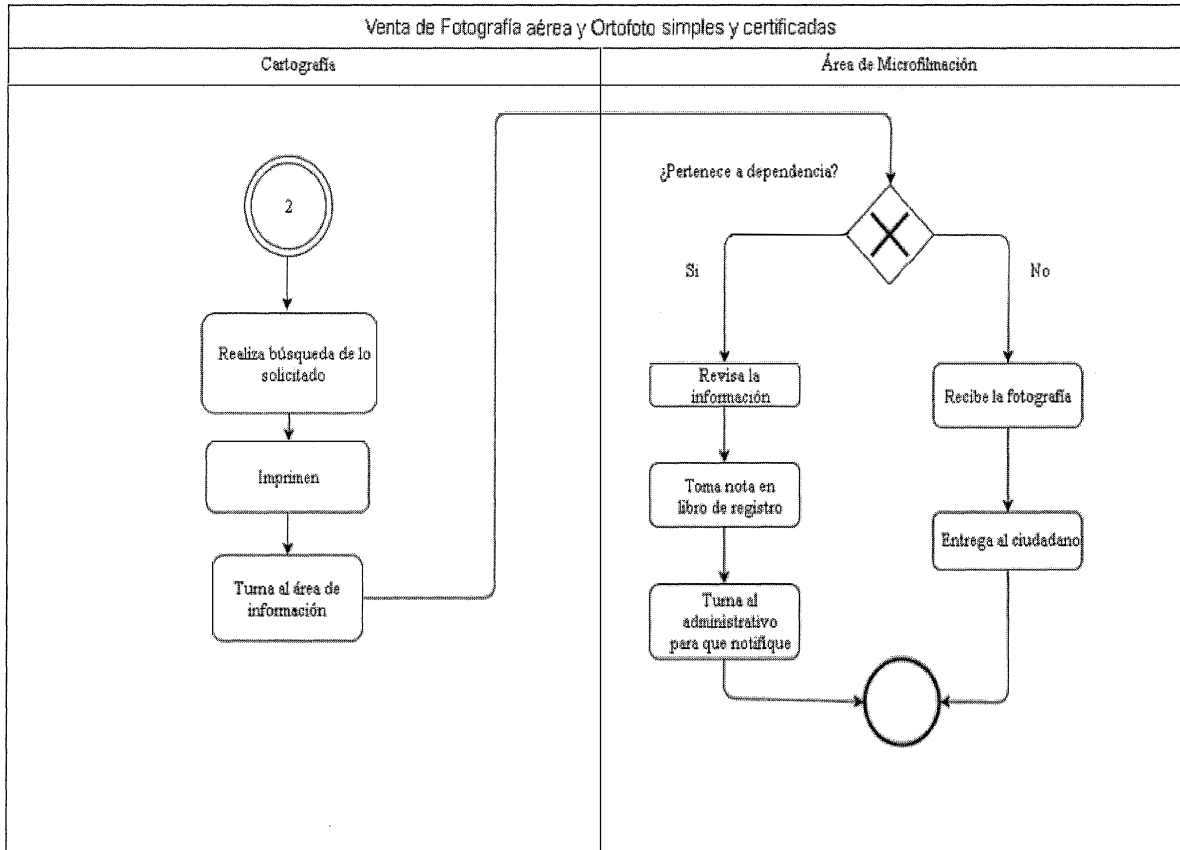 Venta de Fotografía aérea y Ortofoto simples y certificadas
Cartografía
Área de Microfilmación
2
Realiza búsqueda de lo
solicitado
Imprimen
Turna al área de
información
¿Pertenece a dependencia?
Si
No
Revisa la
información
Toma nota en
libro de registro
Turna al
administrativo
para que notifique
Recibe la fotografía
Entrega al ciudadano